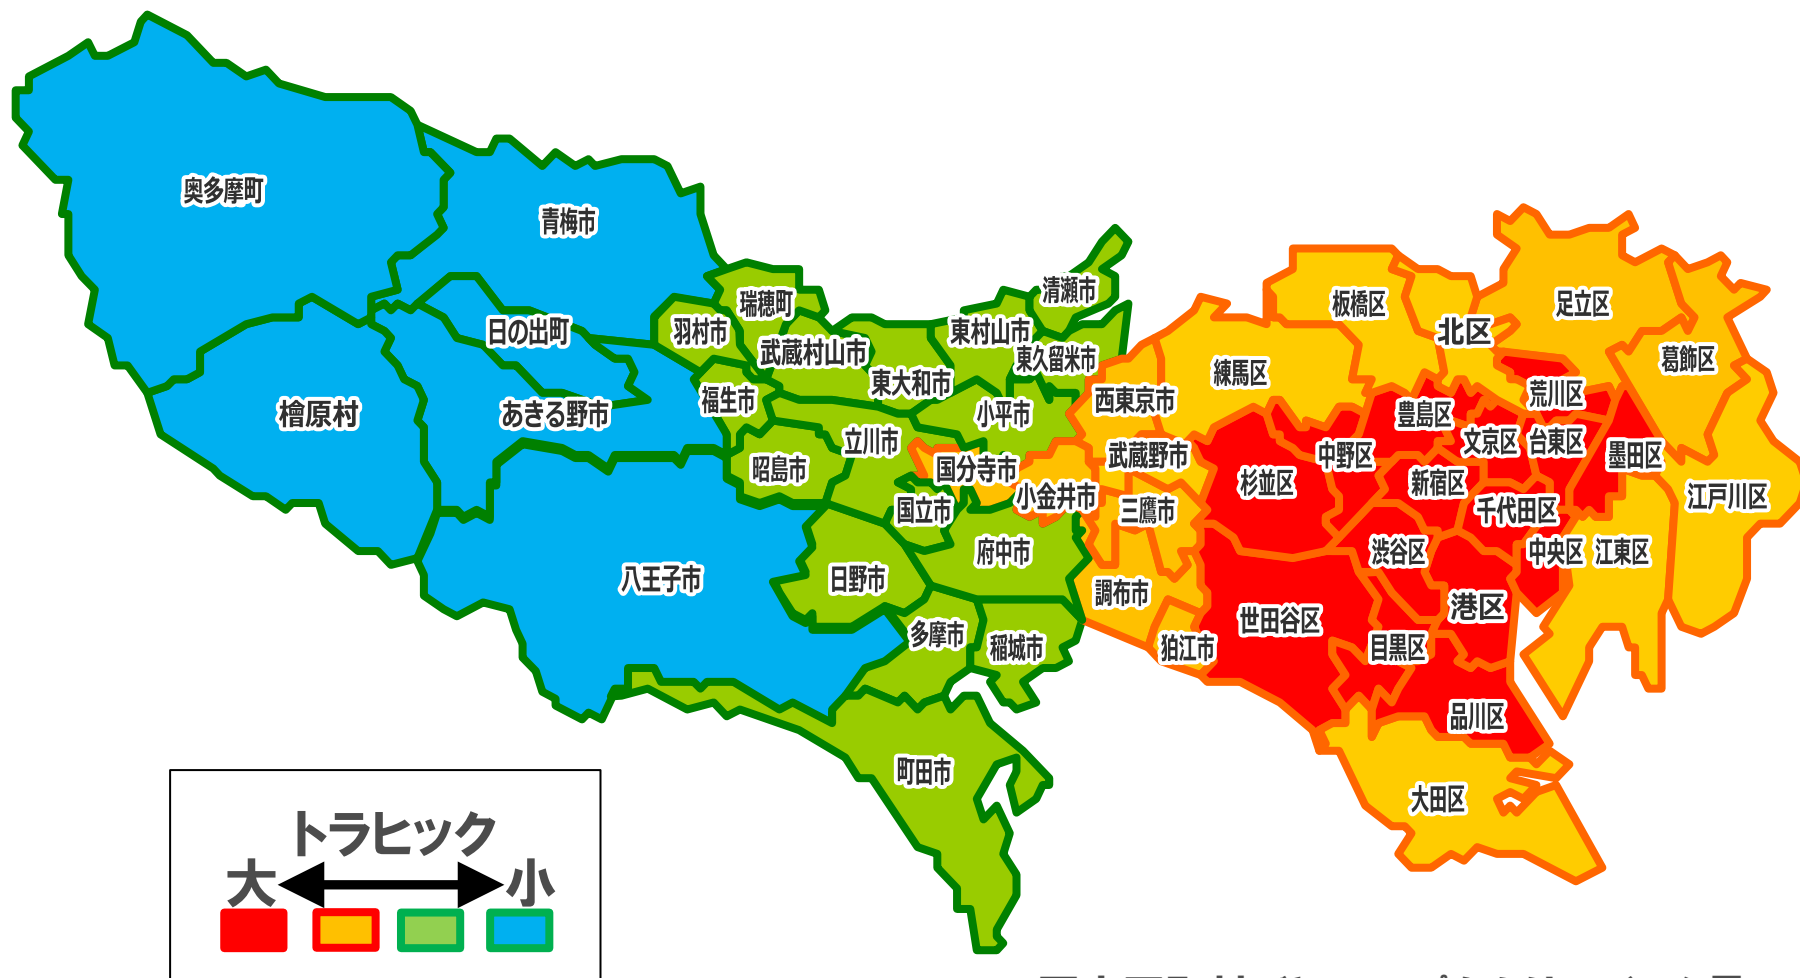 奥多摩町
青梅市
檜原村
日の出町
あきる野市
八王子市
瑞穂町
羽村市
武蔵村山市
福生市
昭島市
立川市
東大和市
東村山市
清瀬市
東久留米市
小平市
国分寺市
小金井市
国立市
府中市
日野市
多摩市
稲城市
町田市
西東京市
武蔵野市
三鷹市
調布市
狛江市
練馬区
板橋区
北区
足立区
葛飾区
荒川区
豊島区
文京区
台東区
墨田区
江戸川区
中野区
杉並区
新宿区
千代田区
渋谷区
中央区
江東区
港区
世田谷区
目黒区
品川区
大田区
トラヒック
大
小